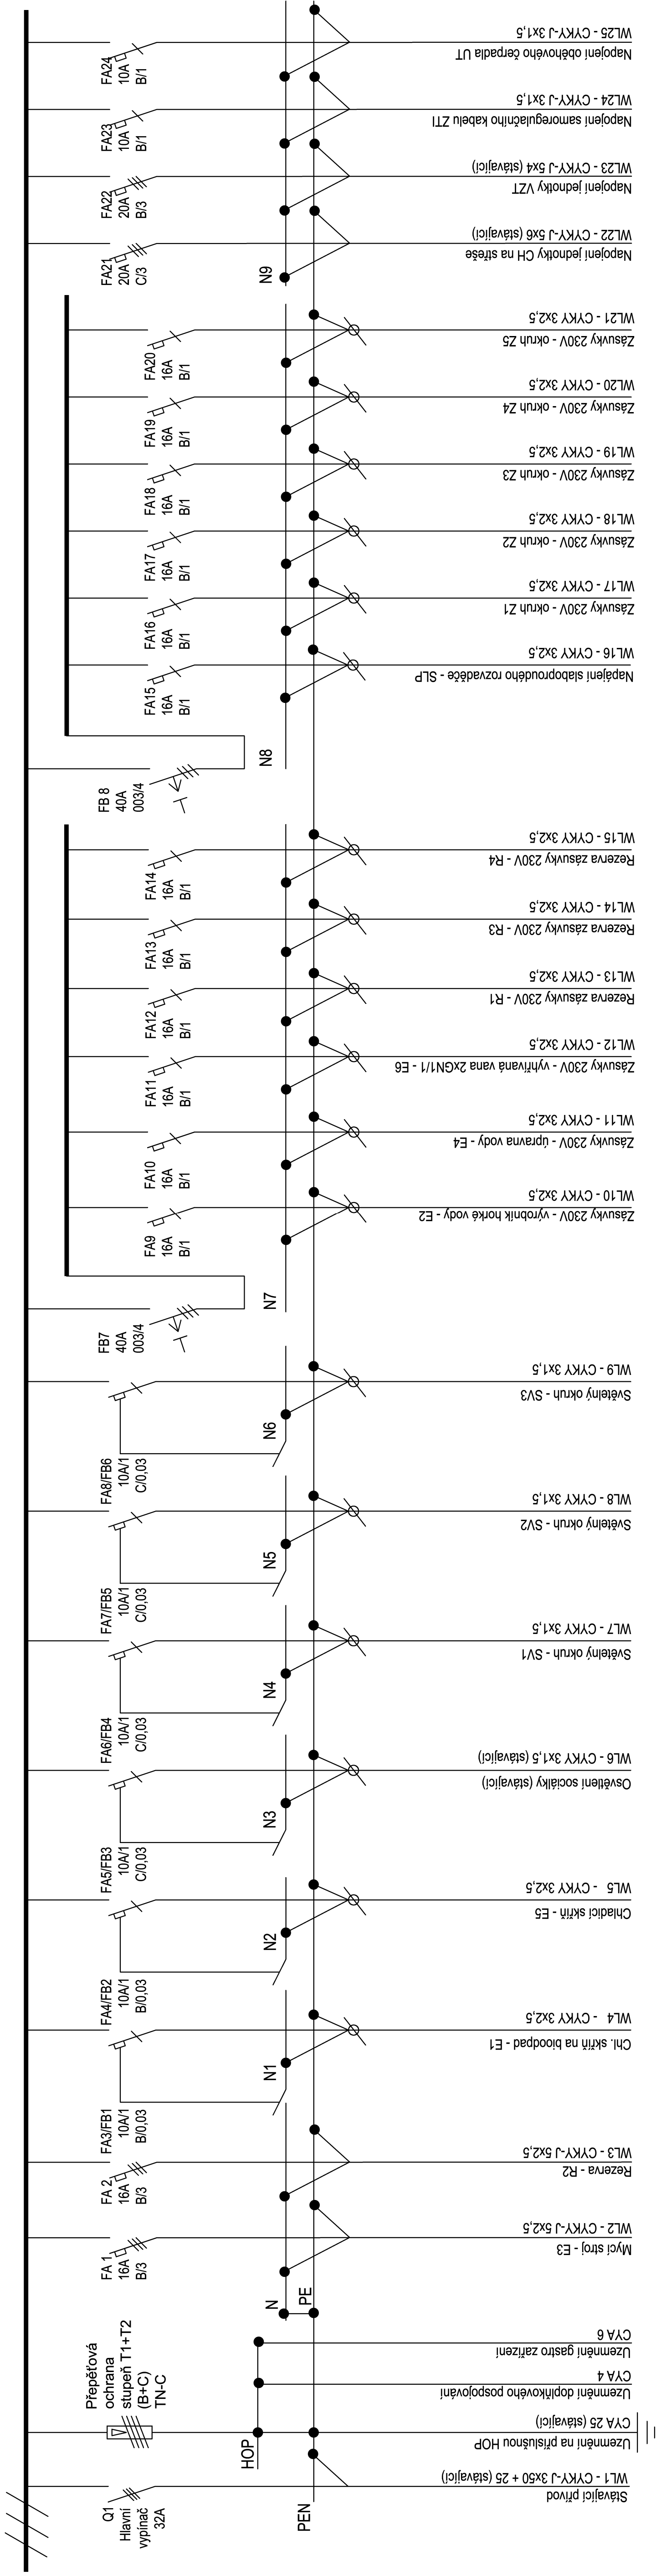 FA24
10A
B/1
WL25 - CYKY-J 3x1,5
Napojení oběhového čerpadla ÚT
FA23
10A
B/1
WL24 - CYKY-J 3x1,5
Napojení samoregulačního kabelu ZTI
FA22
20A
B/3
WL23 - CYKY-J 5x4 (stávající)
Napojení jednotky VZT
FA21
20A
C/3
N9
WL22 - CYKY-J 5x6 (stávající)
Napojení jednotky CH na střeše
FA20
16A
B/1
WL21 - CYKY 3x2,5
Zásuvky 230V - okruh Z5
FA19
16A
B/1
WL20 - CYKY 3x2,5
Zásuvky 230V - okruh Z4
FA18
16A
B/1
WL19 - CYKY 3x2,5
Zásuvky 230V - okruh Z3
FA17
16A
B/1
WL18 - CYKY 3x2,5
Zásuvky 230V - okruh Z2
FA16
16A
B/1
WL17 - CYKY 3x2,5
Zásuvky 230V - okruh Z1
FA15
16A
B/1
WL16 - CYKY 3x2,5
Napájení slaboproudého rozvaděče - SLP
FB 8
40A
003/4
N8
FA14
16A
B/1
WL15 - CYKY 3x2,5
Rezerva zásuvky 230V - R4
FA13
16A
B/1
WL14 - CYKY 3x2,5
Rezerva zásuvky 230V - R3
FA12
16A
B/1
WL13 - CYKY 3x2,5
Rezerva zásuvky 230V - R1
FA11
16A
B/1
WL12 - CYKY 3x2,5
Zásuvky 230V - vyhřívaná vana 2xGN1/1 - E6
FA10
16A
B/1
WL11 - CYKY 3x2,5
Zásuvky 230V - úpravna vody - E4
FA9
16A
B/1
WL10 - CYKY 3x2,5
Zásuvky 230V - výrobník horké vody - E2
FB7
40A
003/4
N7
FA8/FB6
10A/1
C/0,03
N6
WL9 - CYKY 3x1,5
Světelný okruh - SV3
FA7/FB5
10A/1
C/0,03
N5
WL8 - CYKY 3x1,5
Světelný okruh - SV2
FA6/FB4
10A/1
C/0,03
N4
WL7 - CYKY 3x1,5
Světelný okruh - SV1
FA5/FB3
10A/1
C/0,03
N3
WL6 - CYKY 3x1,5 (stávající)
Osvětlení sociálky (stávající)
FA4/FB2
10A/1
B/0,03
N2
WL5 - CYKY 3x2,5
Chladicí skříň - E5
FA3/FB1
10A/1
B/0,03
N1
WL4 - CYKY 3x2,5
Chl. skříň na bioodpad - E1
FA 2
16A
B/3
WL3 - CYKY-J 5x2,5
Rezerva - R2
FA 1
16A
B/3
WL2 - CYKY-J 5x2,5
Mycí stroj - E3
N
PE
CYA 6
Uzemnění gastro zařízení
CYA 4
Uzemnění doplňkového pospojování
Přepěťová
ochrana
stupeň T1+T2
(B+C)
TN-C
HOP
CYA 25 (stávající)
Uzemnění na příslušnou HOP
Q1
Hlavní
vypínač
32A
PEN
WL1 - CYKY-J 3x50 + 25 (stávající)
Stávající přívod